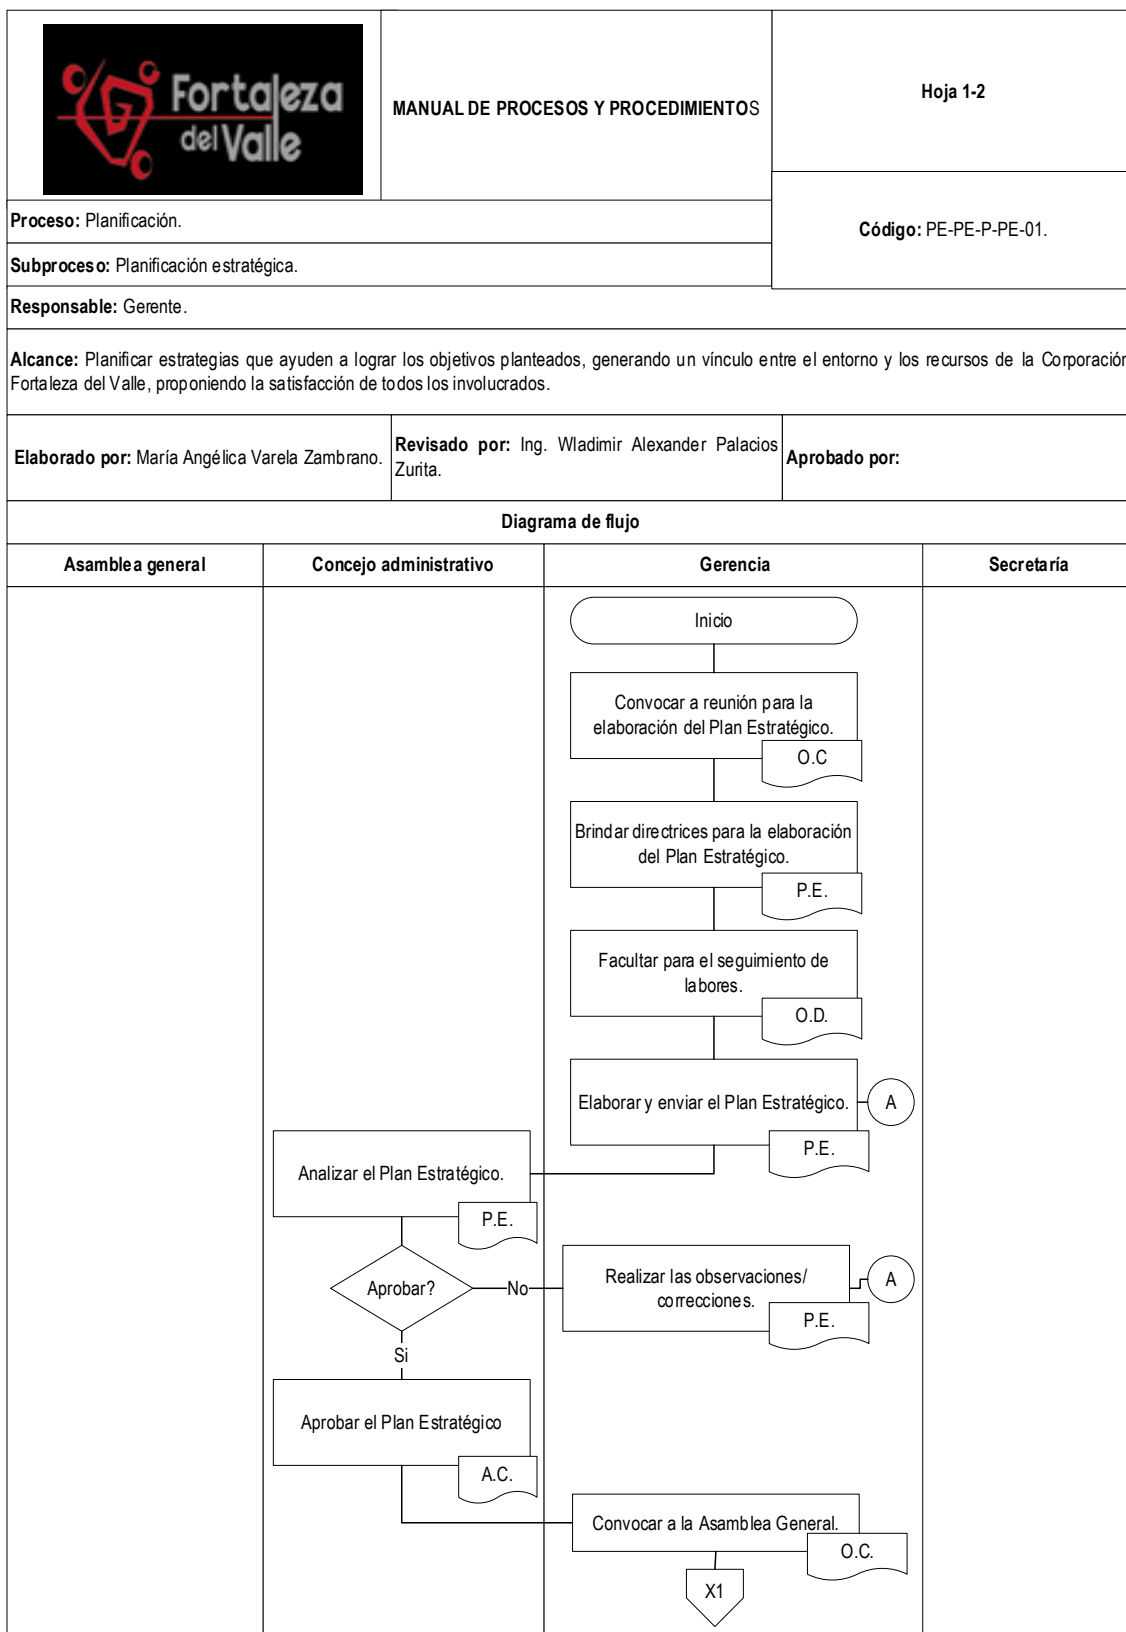 Fortaleza
del Valle
MANUAL DE PROCESOS Y PROCEDIMIENTOS
Hoja 1-2
Proceso: Planificación.
Código: PE-PE-P-PE-01.
Subproceso: Planificación estratégica.
Responsable: Gerente.
Alcance: Planificar estrategias que ayuden a lograr los objetivos planteados, generando un vínculo entre el entorno y los recursos de la Corporación
Fortaleza del Valle, proponiendo la satisfacción de todos los involucrados.
Elaborado por: María Angélica Varela Zambrano.
Revisado por: Ing. Wladimir Alexander Palacios
Zurita.
Aprobado por:
Diagrama de flujo
Asamblea general
Concejo administrativo
Gerencia
Secretaría
Inicio
Convocar a reunión para la
elaboración del Plan Estratégico.
O.C
Brindar directrices para la elaboración
del Plan Estratégico.
P.E.
Facultar para el seguimiento de
labores.
O.D.
Elaborar y enviar el Plan Estratégico.
A
P.E.
Analizar el Plan Estratégico.
P.E.
Aprobar?
No
Realizar las observaciones/
correcciones.
A
P.E.
Si
Aprobar el Plan Estratégico
A.C.
Convocar a la Asamblea General.
O.C.
X1